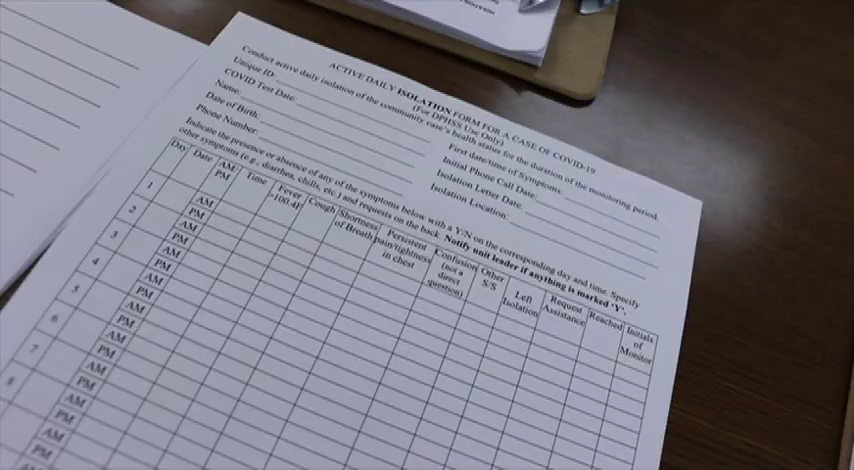 ACTIVE DAILY ISOLATION FORM FOR A CASE OF COVID-19
(For DPHSS Use Only)
Conduct active daily isolation of the community case's health status for the duration of the monitoring period.
Unique ID:
COVID Test Date:
Name:
Date of Birth:
Phone Number:
First date/time of Symptoms:
Initial Phone Call Date:
Isolation Letter Date:
Isolation Location:
Indicate the presence or absence of any of the symptoms below with a Y/N on the corresponding day and time. Specify
other symptoms (e.g., diarrhea, chills, etc.) and requests on the back. Notify unit leader if anything is marked 'Y'.
Day Date AM PM Time Fever >100.4F Cough Shortness of Breath Persistent pain/tightness in chest Confusion (not a direct question) Other S/S Left Isolation Request Assistance Reached Initials of Monitor
1 AM
PM
2 AM
PM
3 AM
PM
4 AM
PM
5 AM
PM
6 AM
PM
7 AM
PM
8 AM